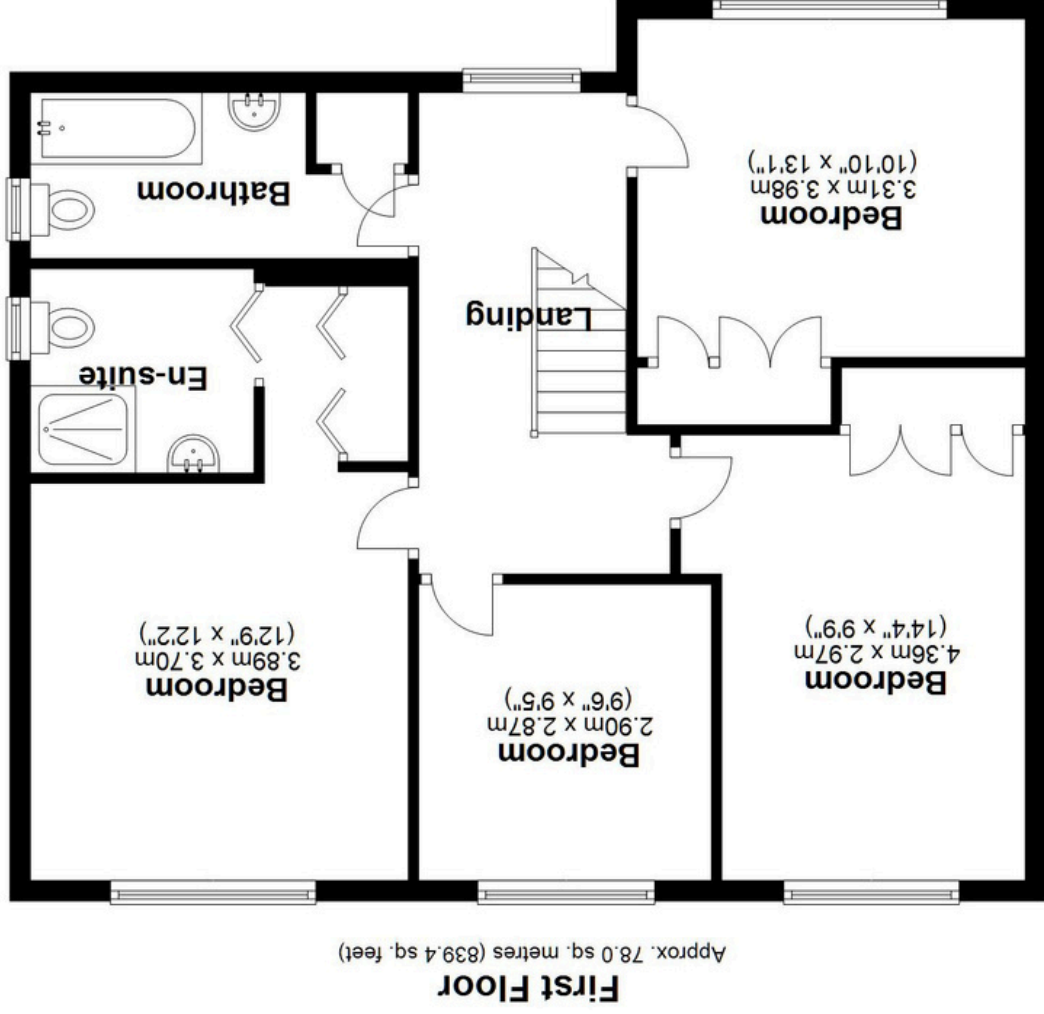 First Floor
Approx. 78.0 sq. metres (839.4 sq. feet)
Bedroom
4.36m x 2.97m
(14'4" x 9'9")
Bedroom
2.90m x 2.87m
(9'6" x 9'5")
Bedroom
3.89m x 3.70m
(12'9" x 12'2")
En-suite
Landing
Bedroom
3.31m x 3.98m
(10'10" x 13'1")
Bathroom